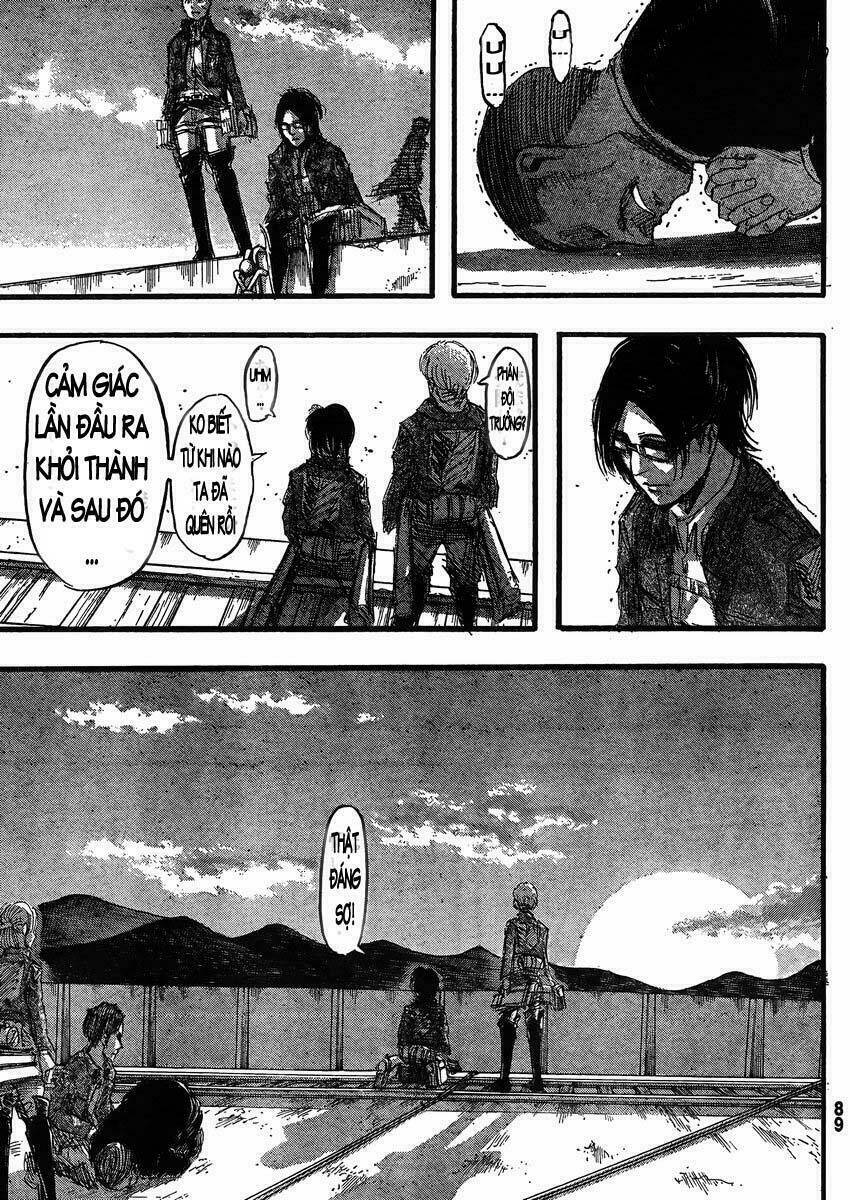 PHÂN
ĐỘI
TRƯỞNG?
UHM
...
KO BIẾT
TỪ KHI NÀO
TA ĐÃ
QUÊN RỒI
CẢM GIÁC
LẦN ĐẦU RA
KHỎI THÀNH
VÀ SAU ĐÓ
...
THẬT
ĐÁNG
SỢ!
89